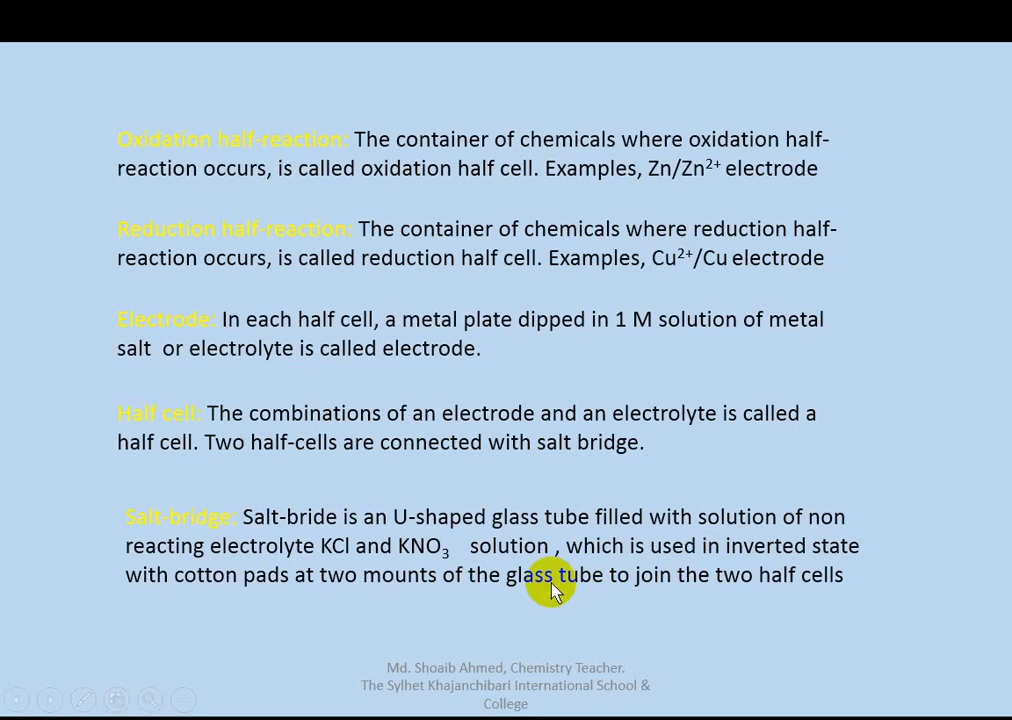 Oxidation half-reaction: The container of chemicals where oxidation half-
reaction occurs, is called oxidation half cell. Examples, Zn/Zn²⁺ electrode
Reduction half-reaction: The container of chemicals where reduction half-
reaction occurs, is called reduction half cell. Examples, Cu²⁺/Cu electrode
Electrode: In each half cell, a metal plate dipped in 1 M solution of metal
salt or electrolyte is called electrode.
Half cell: The combinations of an electrode and an electrolyte is called a
half cell. Two half-cells are connected with salt bridge.
Salt-bridge: Salt-bride is an U-shaped glass tube filled with solution of non
reacting electrolyte KCl and KNO₃ solution , which is used in inverted state
with cotton pads at two mounts of the glass tube to join the two half cells
Md. Shoaib Ahmed, Chemistry Teacher.
The Sylhet Khajanchibari International School &
College